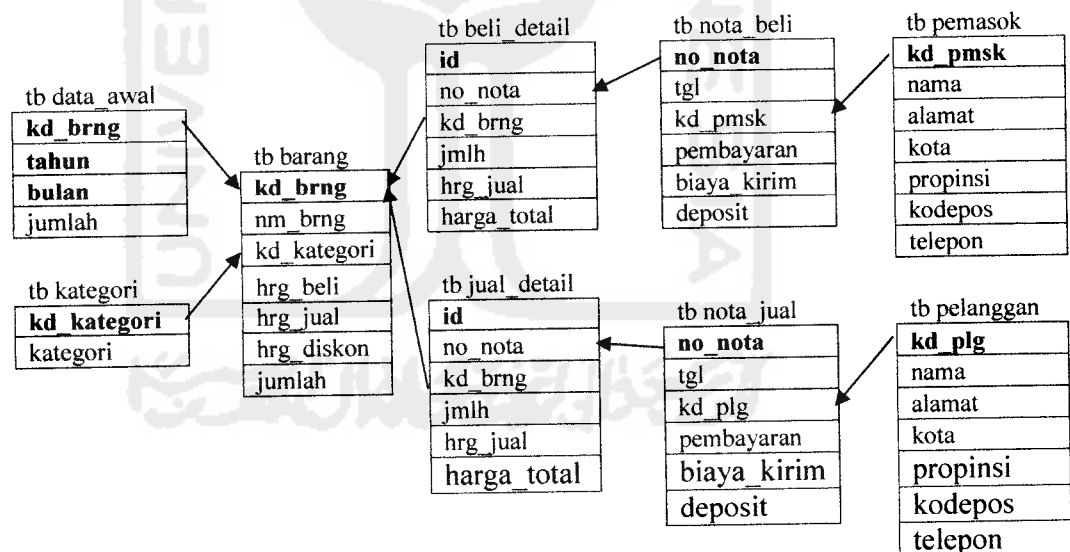 tb data_awal
kd_brng
tahun
bulan
jumlah
tb kategori
kd_kategori
kategori
tb barang
kd_brng
nm_brng
kd_kategori
hrg_beli
hrg_jual
hrg_diskon
jumlah
tb beli_detail
id
no_nota
kd_brng
jmlh
hrg_jual
harga_total
tb jual_detail
id
no_nota
kd_brng
jmlh
hrg_jual
harga_total
tb nota_beli
no_nota
tgl
kd_pmsk
pembayaran
biaya_kirim
deposit
tb nota_jual
no_nota
tgl
kd_plg
pembayaran
biaya_kirim
deposit
tb pemasok
kd_pmsk
nama
alamat
kota
propinsi
kodepos
telepon
tb pelanggan
kd_plg
nama
alamat
kota
propinsi
kodepos
telepon